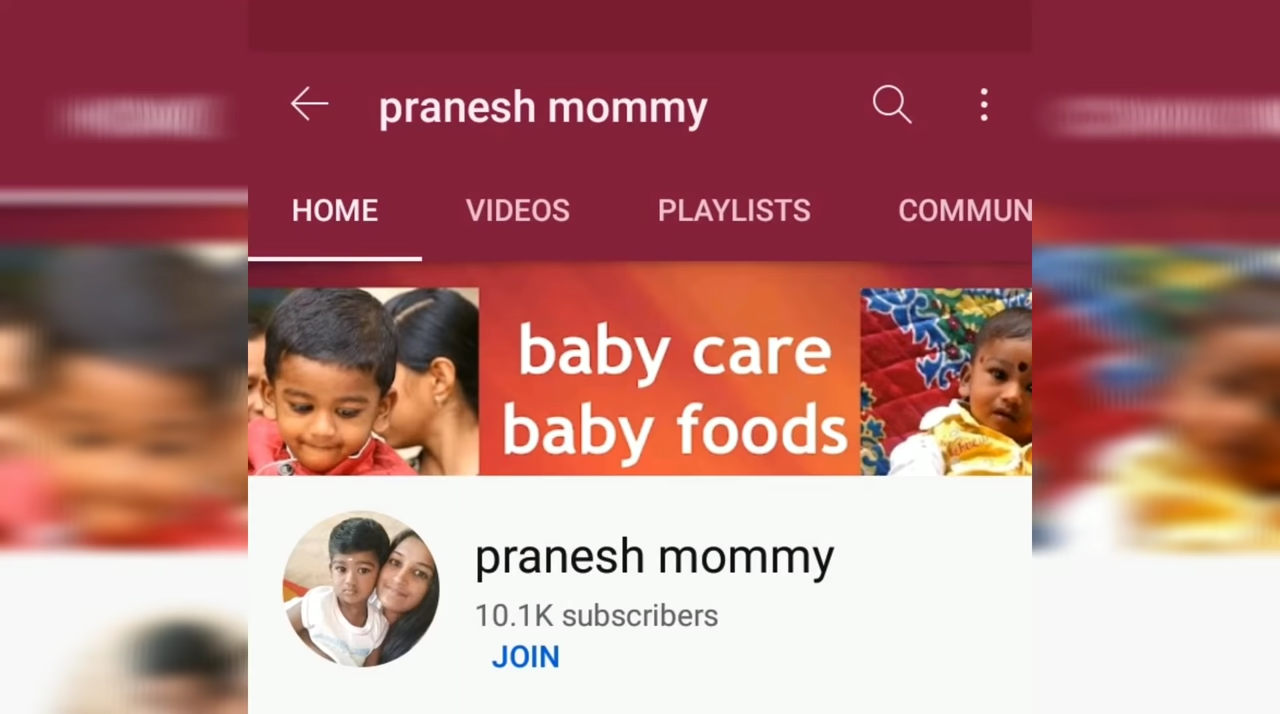 pranesh mommy
HOME VIDEOS PLAYLISTS COMMUN
baby care
baby foods
pranesh mommy
10.1K subscribers
JOIN